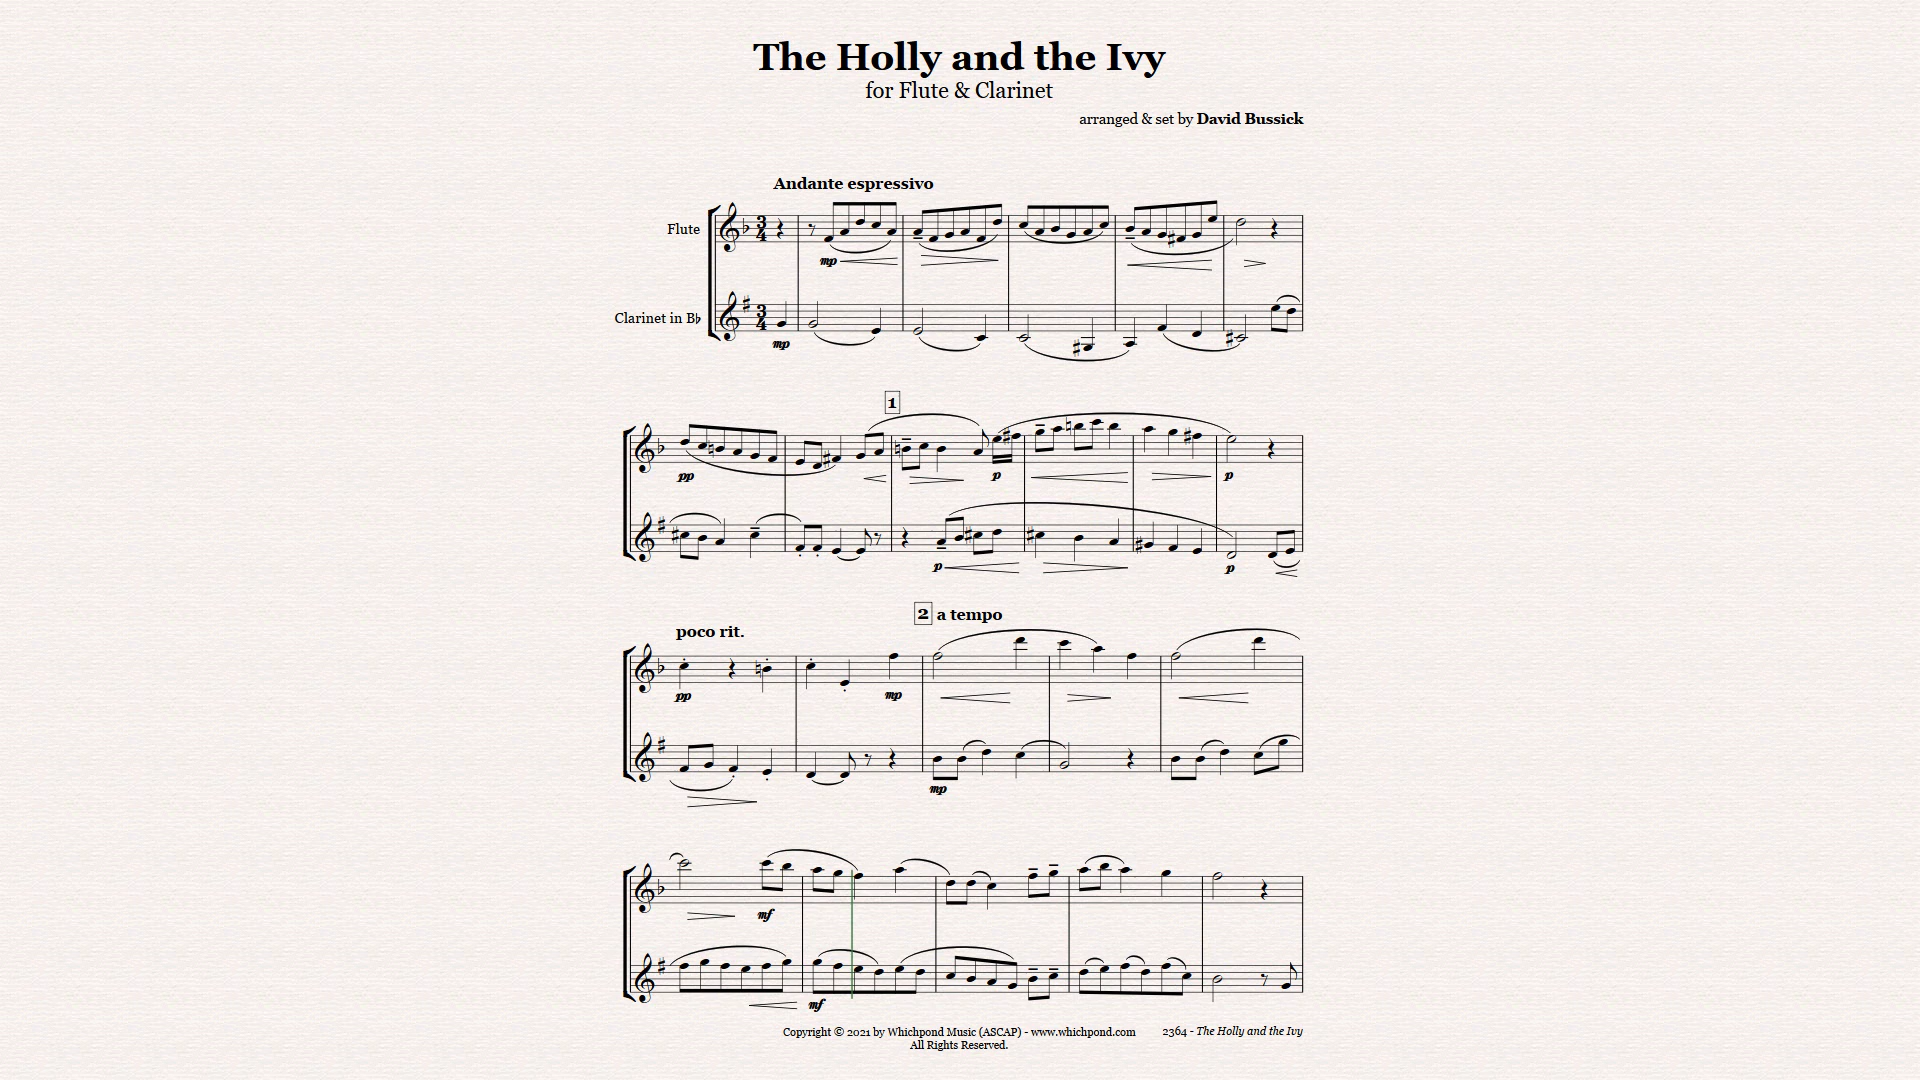 The Holly and the Ivy
for Flute & Clarinet
arranged & set by David Bussick
Andante espressivo
Flute
mp
Clarinet in B♭
mp
1
pp
p
p
p
p
poco rit.
2 a tempo
pp
mp
mp
mf
mf
Copyright © 2021 by Whichpond Music (ASCAP) - www.whichpond.com
All Rights Reserved.
2364 - The Holly and the Ivy